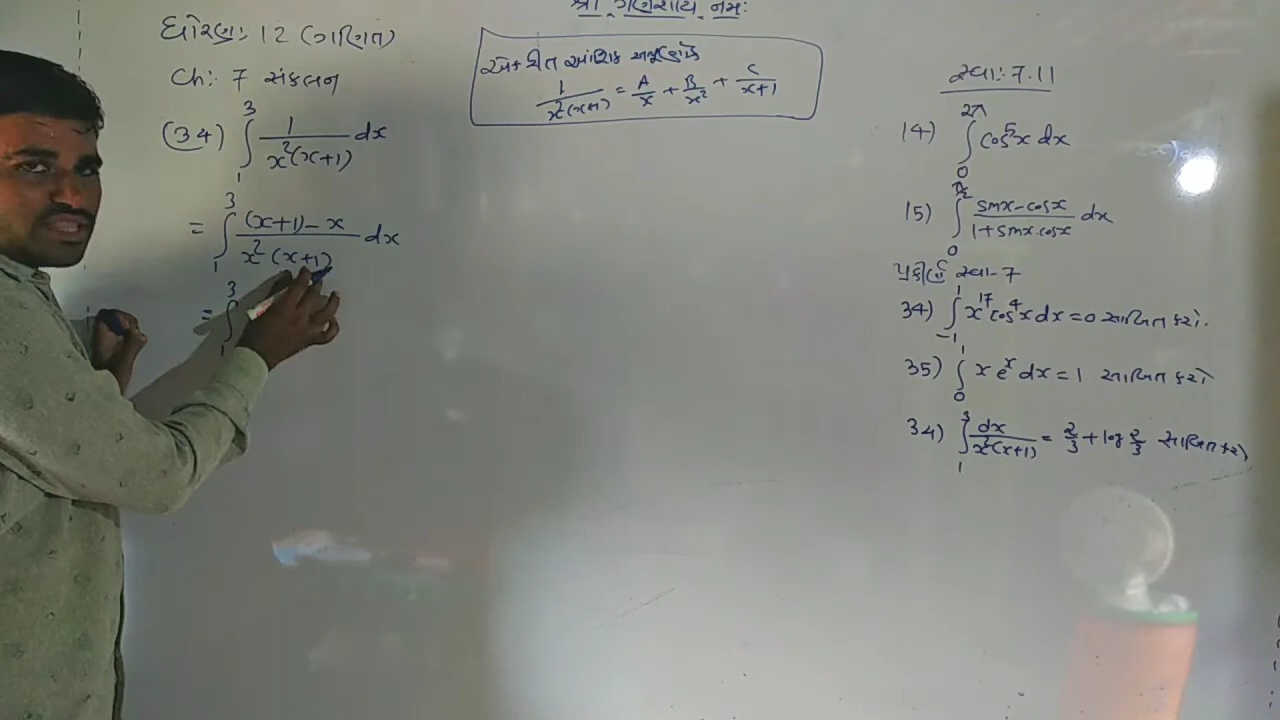 શ્રી ગણેશાય નમઃ
ધોરણ: 12 (ગણિત)
Ch: 7 સંકલન
(34) ∫₁³ 1/(x²(x+1)) dx
= ∫₁³ ((x+1)-x)/(x²(x+1)) dx
= ∫₁³
1/(x²(x+1)) = A/x + B/x² + C/(x+1)
સ્વા: 7.11
14) ∫₀^2π cos⁵x dx
15) ∫₀^π/2 (sinx-cosx)/(1+sinx.cosx) dx
પ્રકીર્ણ સ્વા-7
34) ∫₋₁¹ x¹⁷cos⁴x dx = 0 સાબિત કરો.
35) ∫₀¹ x eˣ dx = 1 સાબિત કરો
34) ∫₁³ dx/(x²(x+1)) = 2/3 + log 2/3 સાબિત કરો